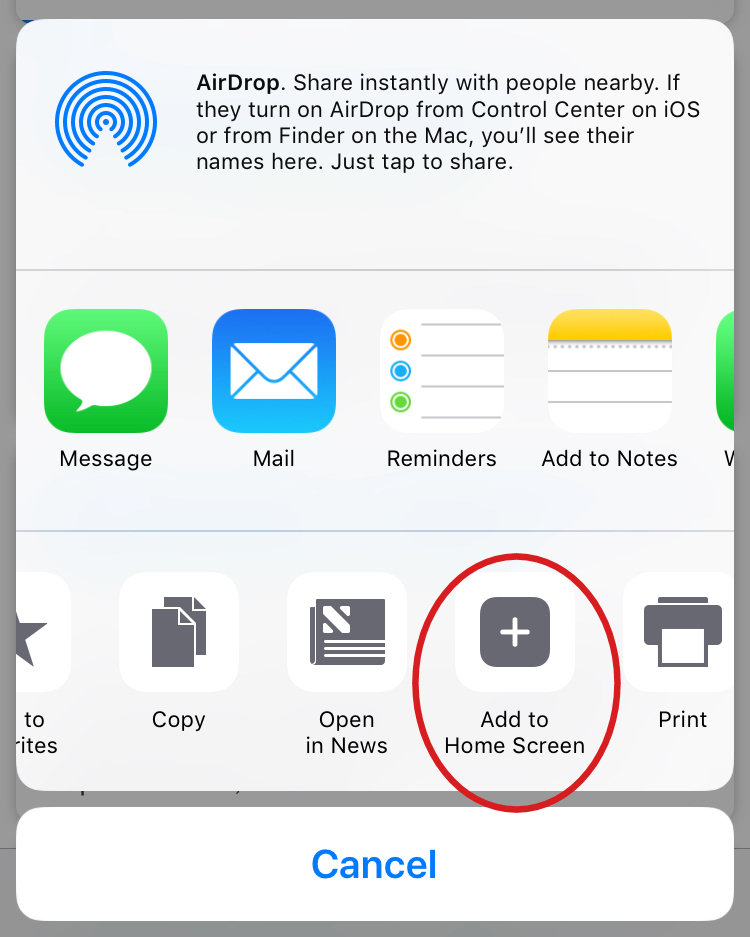 AirDrop. Share instantly with people nearby. If
they turn on AirDrop from Control Center on iOS
or from Finder on the Mac, you’ll see their
names here. Just tap to share.
Message
Mail
Reminders
Add to Notes
W
to
rites
Copy
Open
in News
Add to
Home Screen
Print
Cancel